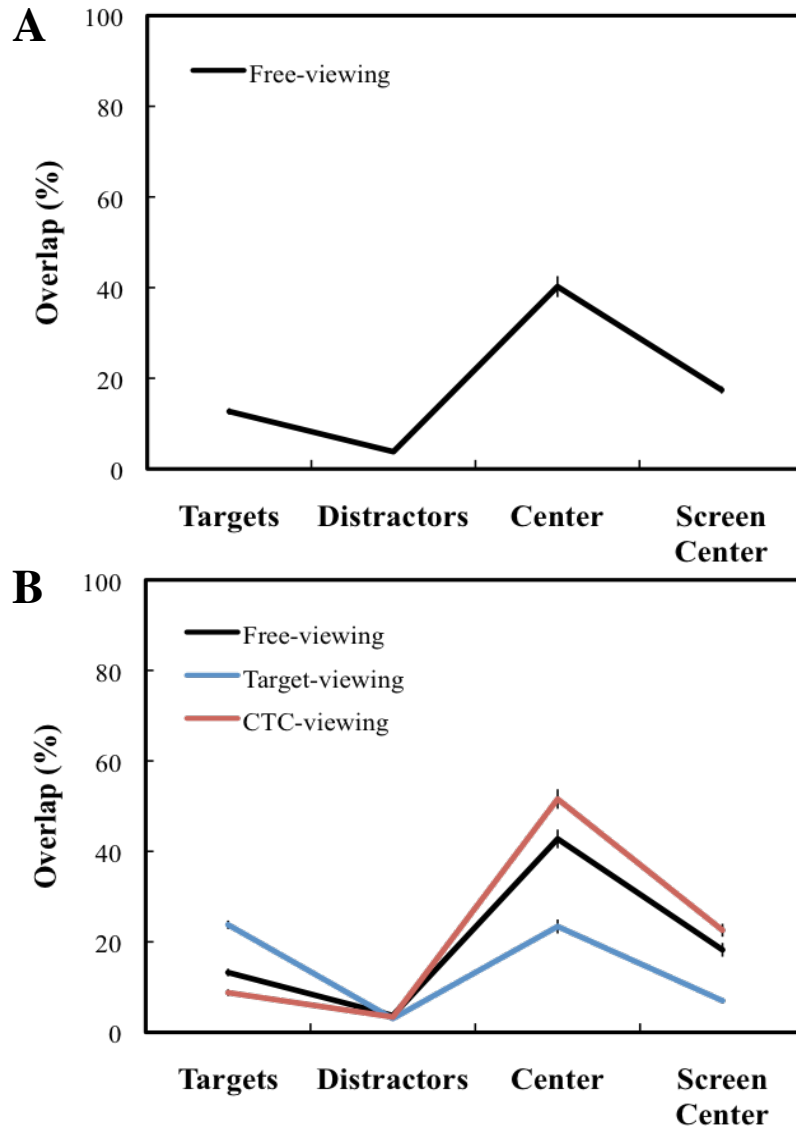 A
100
80
60
40
20
0
Overlap (%)
Free-viewing
Targets Distractors Center Screen
Center
B
100
80
60
40
20
0
Overlap (%)
Free-viewing
Target-viewing
CTC-viewing
Targets Distractors Center Screen
Center